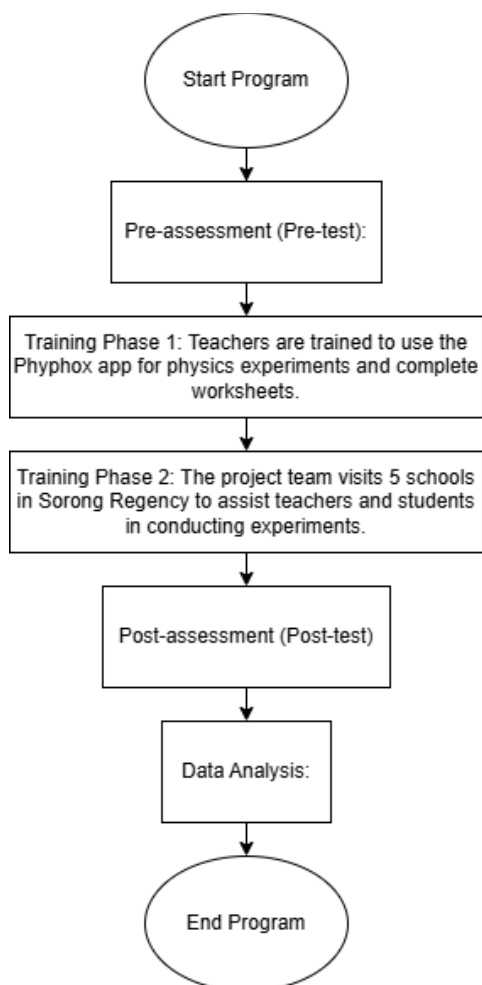 Start Program
Pre-assessment (Pre-test):
Training Phase 1: Teachers are trained to use the
Phyphox app for physics experiments and complete
worksheets.
Training Phase 2: The project team visits 5 schools
in Sorong Regency to assist teachers and students
in conducting experiments.
Post-assessment (Post-test)
Data Analysis:
End Program